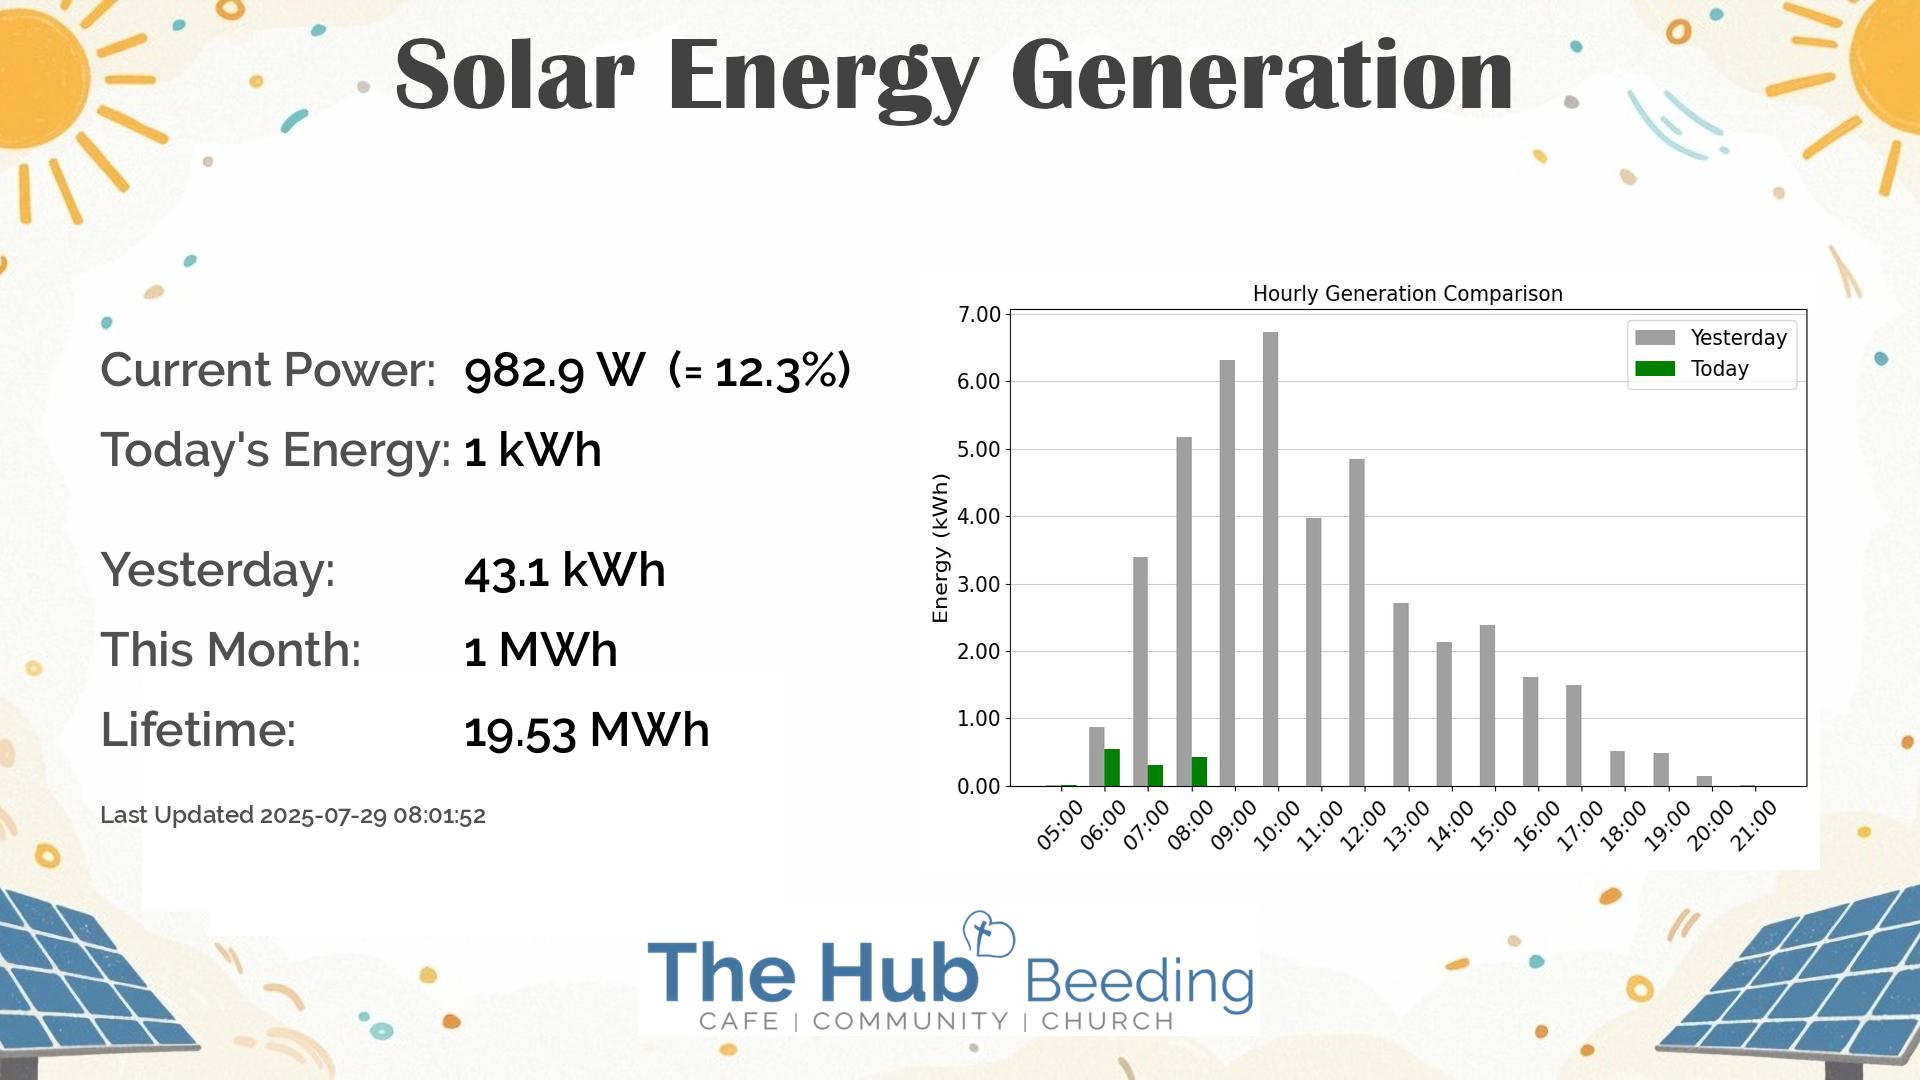 Solar Energy Generation
Current Power: 982.9 W (= 12.3%)
Today's Energy: 1 kWh
Yesterday: 43.1 kWh
This Month: 1 MWh
Lifetime: 19.53 MWh
Last Updated 2025-07-29 08:01:52
Hourly Generation Comparison
Yesterday
Today
Energy (kWh)
7.00
6.00
5.00
4.00
3.00
2.00
1.00
0.00
05:00 06:00 07:00 08:00 09:00 10:00 11:00 12:00 13:00 14:00 15:00 16:00 17:00 18:00 19:00 20:00 21:00
The Hub Beeding
CAFE | COMMUNITY | CHURCH